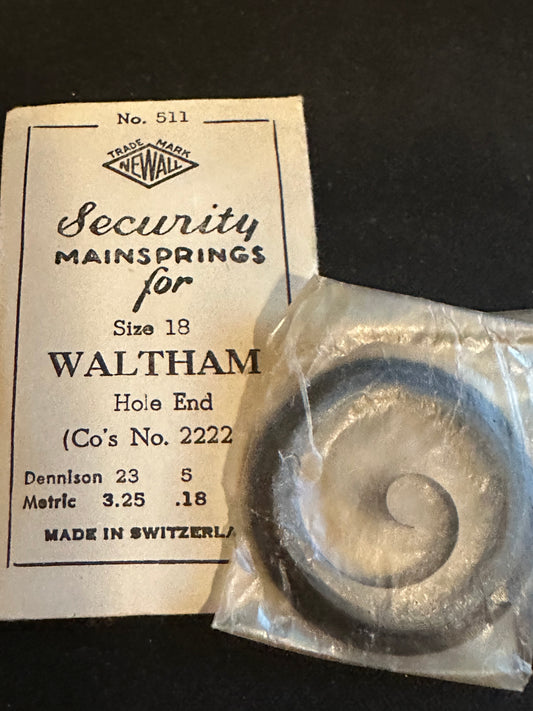 No. 511
TRADE MARK
NEWALL
Security
MAINSPRINGS
for
Size 18
WALTHAM
Hole End
(Co's No. 2222
Dennison 23 5
Metric 3.25 .18
MADE IN SWITZERLA